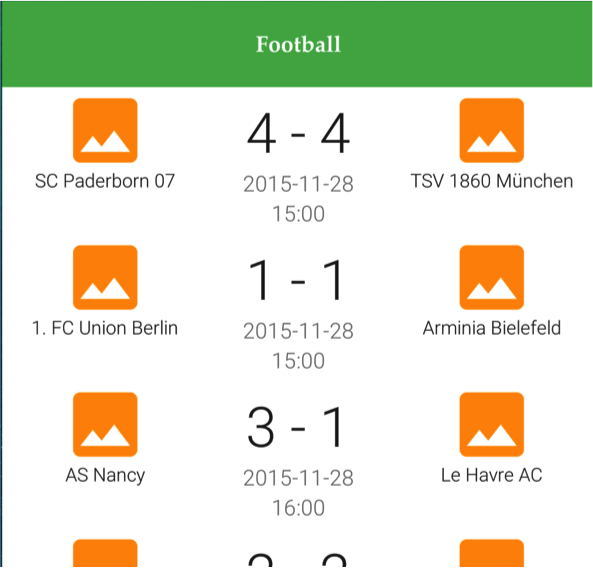 Football
4 - 4
SC Paderborn 07
TSV 1860 München
2015-11-28
15:00
1 - 1
1. FC Union Berlin
Arminia Bielefeld
2015-11-28
15:00
3 - 1
AS Nancy
Le Havre AC
2015-11-28
16:00